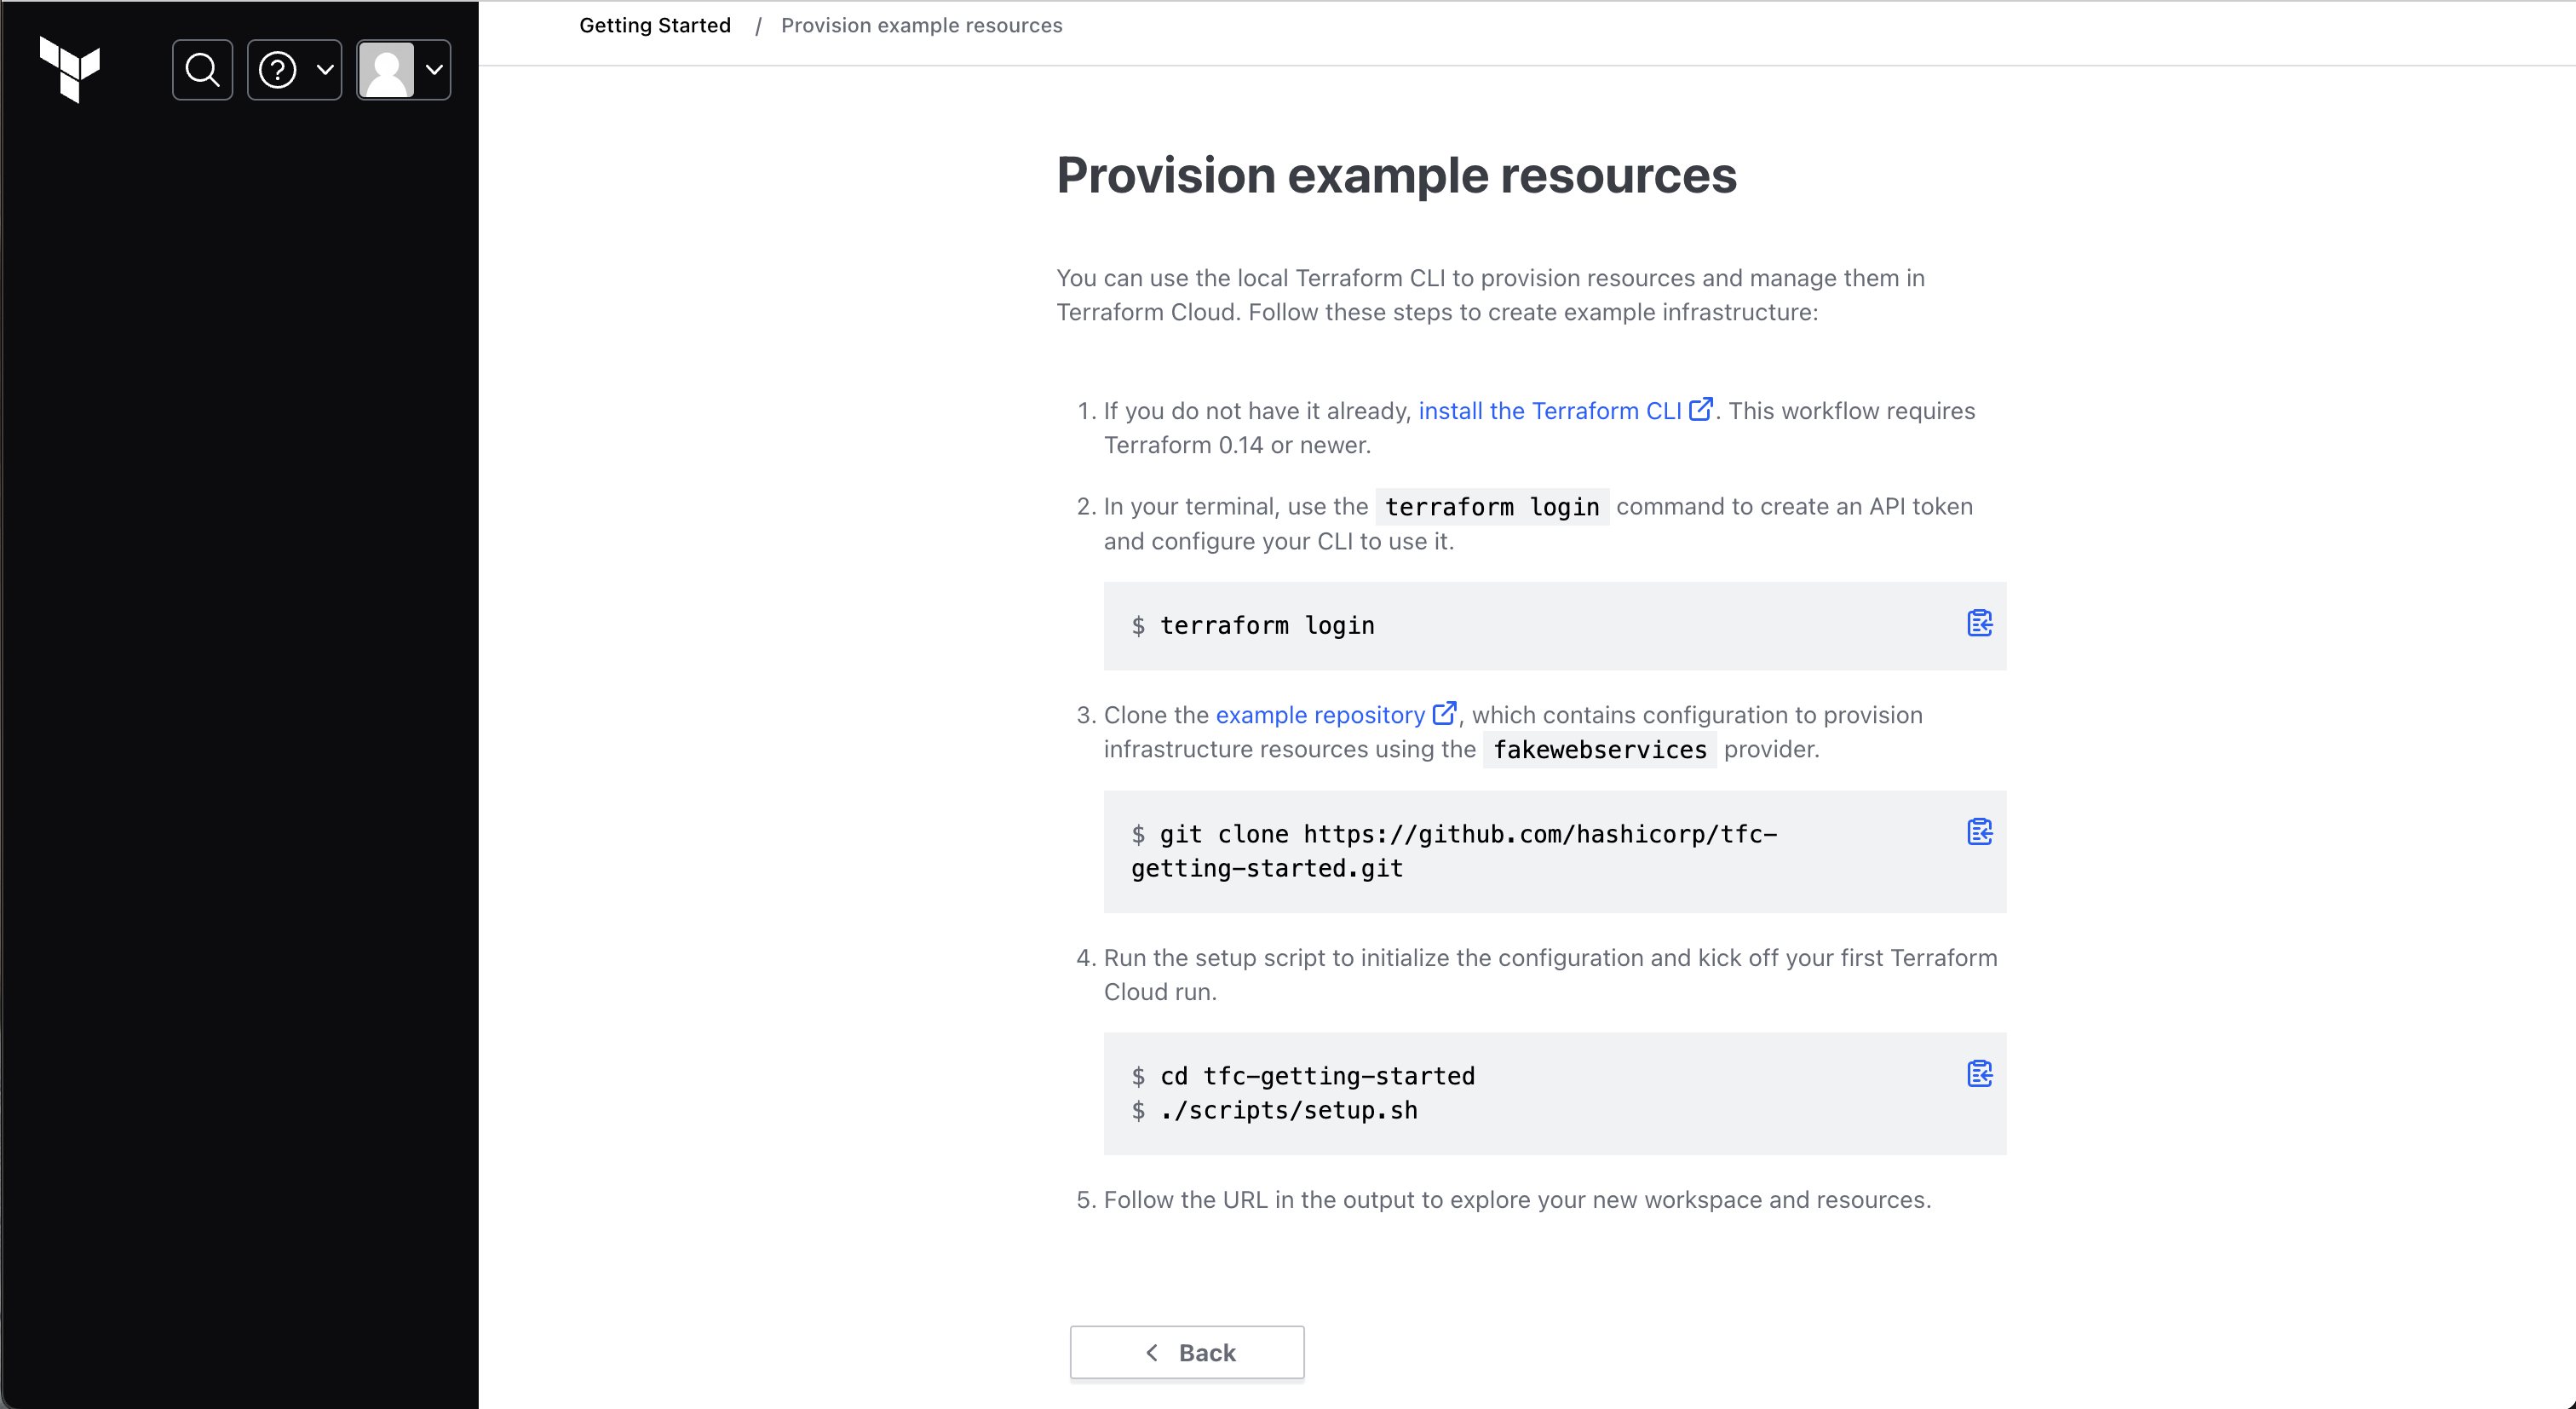 Getting Started / Provision example resources
Provision example resources
You can use the local Terraform CLI to provision resources and manage them in
Terraform Cloud. Follow these steps to create example infrastructure:
1. If you do not have it already, install the Terraform CLI. This workflow requires
Terraform 0.14 or newer.
2. In your terminal, use the terraform login command to create an API token
and configure your CLI to use it.
$ terraform login
3. Clone the example repository, which contains configuration to provision
infrastructure resources using the fakewebservices provider.
$ git clone https://github.com/hashicorp/tfc-
getting-started.git
4. Run the setup script to initialize the configuration and kick off your first Terraform
Cloud run.
$ cd tfc-getting-started
$ ./scripts/setup.sh
5. Follow the URL in the output to explore your new workspace and resources.
Back